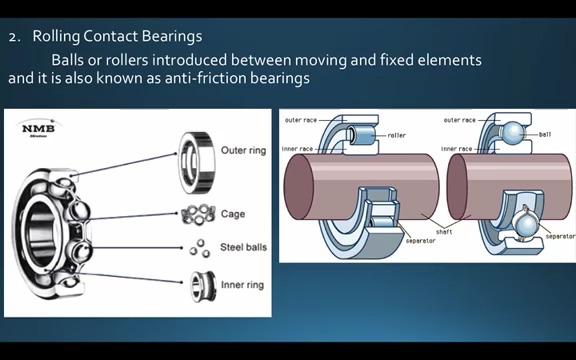 2. Rolling Contact Bearings
Balls or rollers introduced between moving and fixed elements
and it is also known as anti-friction bearings
NMB
Minebea
Outer ring
Cage
Steel balls
Inner ring
outer race
roller
inner race
separator
shaft
outer race
ball
inner race
separator